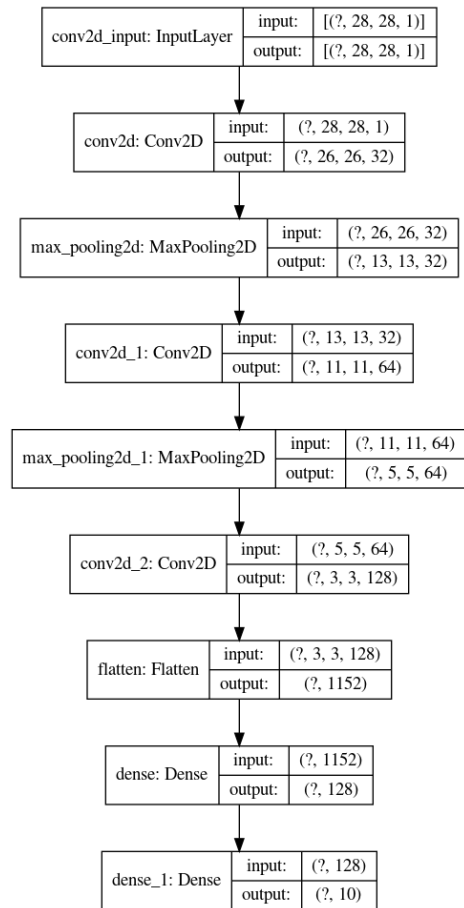 conv2d_input: InputLayer
input: [(?, 28, 28, 1)]
output: [(?, 28, 28, 1)]
conv2d: Conv2D
input: (?, 28, 28, 1)
output: (?, 26, 26, 32)
max_pooling2d: MaxPooling2D
input: (?, 26, 26, 32)
output: (?, 13, 13, 32)
conv2d_1: Conv2D
input: (?, 13, 13, 32)
output: (?, 11, 11, 64)
max_pooling2d_1: MaxPooling2D
input: (?, 11, 11, 64)
output: (?, 5, 5, 64)
conv2d_2: Conv2D
input: (?, 5, 5, 64)
output: (?, 3, 3, 128)
flatten: Flatten
input: (?, 3, 3, 128)
output: (?, 1152)
dense: Dense
input: (?, 1152)
output: (?, 128)
dense_1: Dense
input: (?, 128)
output: (?, 10)